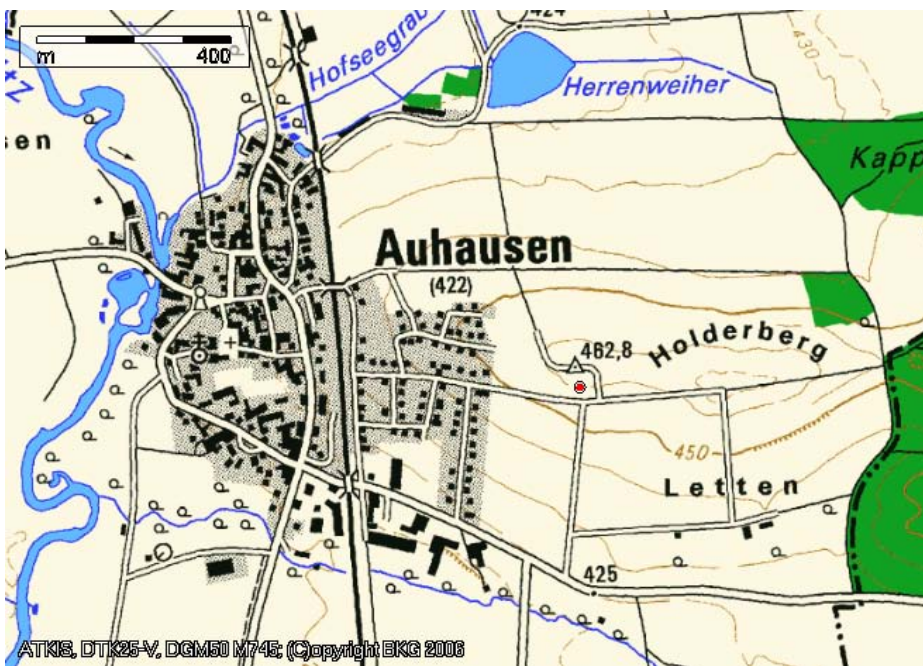 m 400
424
430
Hofseegrab
Herrenweiher
sen
Kapp
Auhausen
(422)
462,8
Holderberg
450
Letten
425
ATKIS, DTK25-V, DGM50 M745; (C)opyright BKG 2006